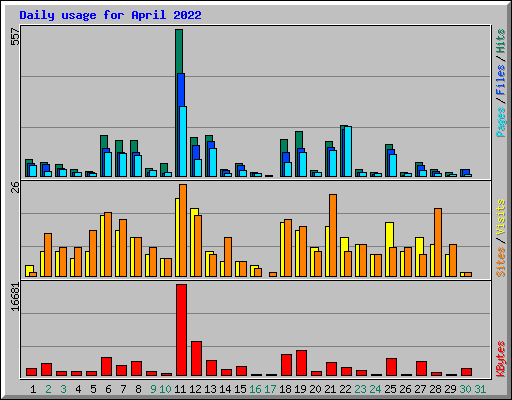 Daily usage for April 2022
557
Pages / Files / Hits
26
Sites / Visits
16681
KBytes
1 2 3 4 5 6 7 8 9 10 11 12 13 14 15 16 17 18 19 20 21 22 23 24 25 26 27 28 29 30 31